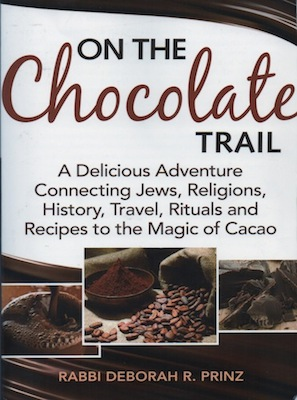 ON THE
Chocolate
TRAIL
A Delicious Adventure
Connecting Jews, Religions,
History, Travel, Rituals and
Recipes to the Magic of Cacao
RABBI DEBORAH R. PRINZ